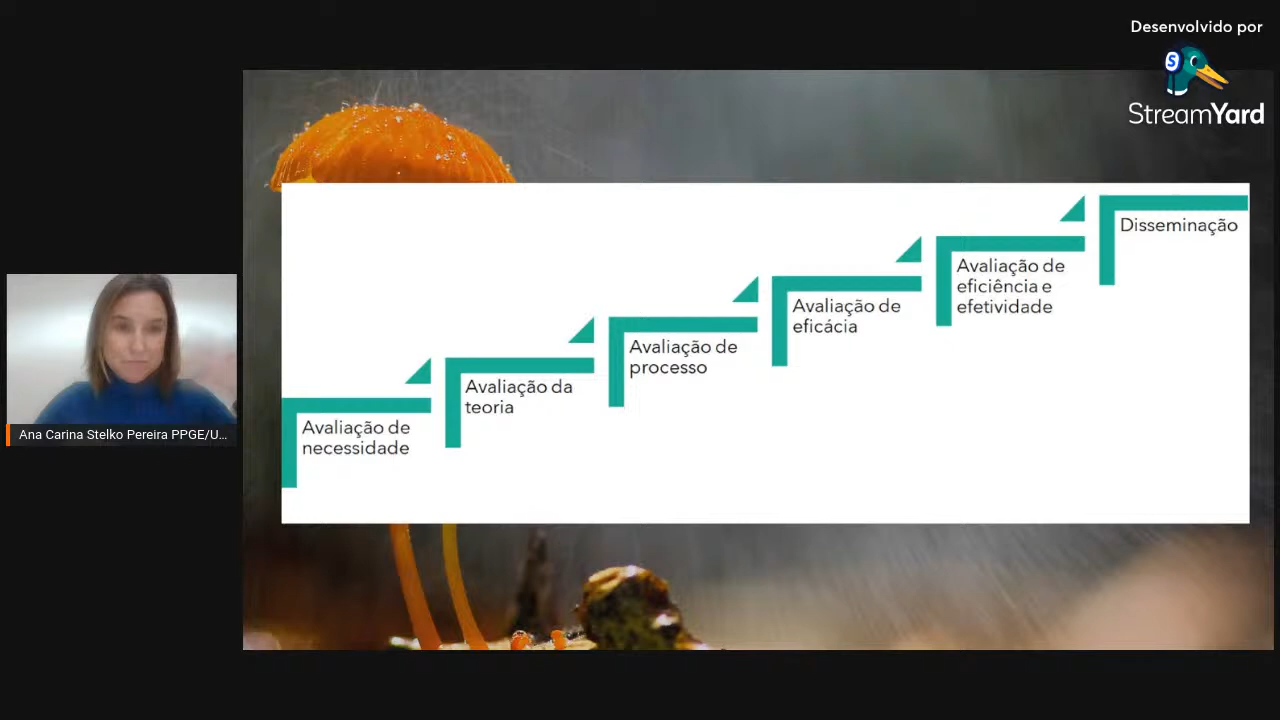 Desenvolvido por
S
StreamYard
Disseminação
Avaliação de
eficiência e
efetividade
Avaliação de
eficácia
Avaliação de
processo
Avaliação da
teoria
Avaliação de
necessidade
Ana Carina Stelko Pereira PPGE/U...